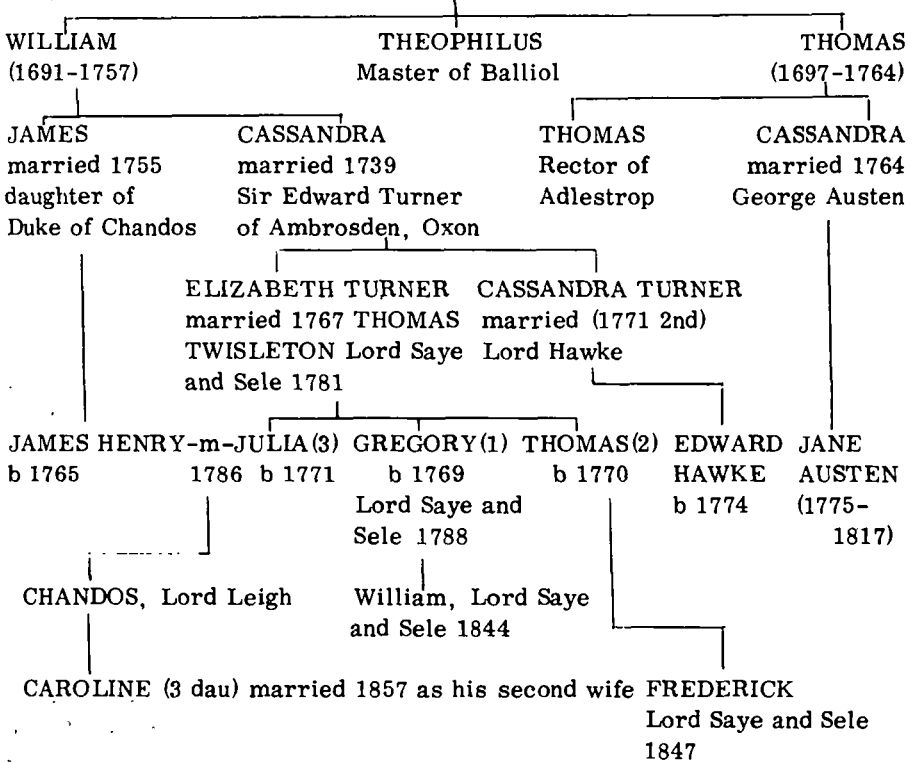 WILLIAM THEOPHILUS THOMAS
(1691-1757) Master of Balliol (1697-1764)
JAMES CASSANDRA THOMAS CASSANDRA
married 1755 married 1739 Rector of married 1764
daughter of Sir Edward Turner Adlestrop George Austen
Duke of Chandos of Ambrosden, Oxon
ELIZABETH TURNER CASSANDRA TURNER
married 1767 THOMAS married (1771 2nd)
TWISLETON Lord Saye Lord Hawke
and Sele 1781
JAMES HENRY-m-JULIA(3) GREGORY(1) THOMAS(2) EDWARD JANE
b 1765 1786 b 1771 b 1769 b 1770 HAWKE AUSTEN
Lord Saye and b 1774 (1775-
Sele 1788 1817)
CHANDOS, Lord Leigh William, Lord Saye
and Sele 1844
CAROLINE (3 dau) married 1857 as his second wife FREDERICK
Lord Saye and Sele
1847